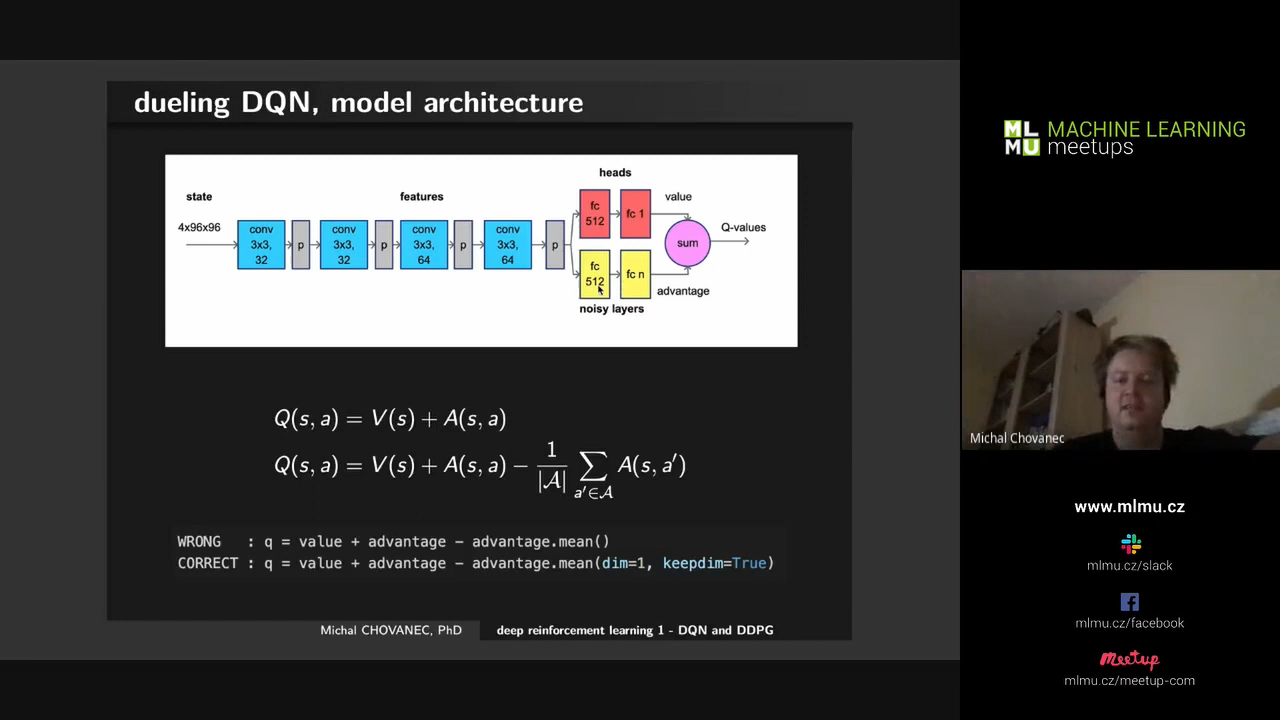 dueling DQN, model architecture
heads
state
features
value
4x96x96
conv
3x3,
32
p
conv
3x3,
32
p
conv
3x3,
64
p
conv
3x3,
64
p
fc
512
fc 1
sum
Q-values
fc
512
fc n
advantage
noisy layers
Q(s, a) = V(s) + A(s, a)
Q(s, a) = V(s) + A(s, a) − 1/|𝒜| ∑ a′∈𝒜 A(s, a′)
WRONG : q = value + advantage - advantage.mean()
CORRECT : q = value + advantage - advantage.mean(dim=1, keepdim=True)
Michal CHOVANEC, PhD
deep reinforcement learning 1 - DQN and DDPG
ML
MU
MACHINE LEARNING
meetups
Michal Chovanec
www.mlmu.cz
mlmu.cz/slack
mlmu.cz/facebook
meetup
mlmu.cz/meetup-com